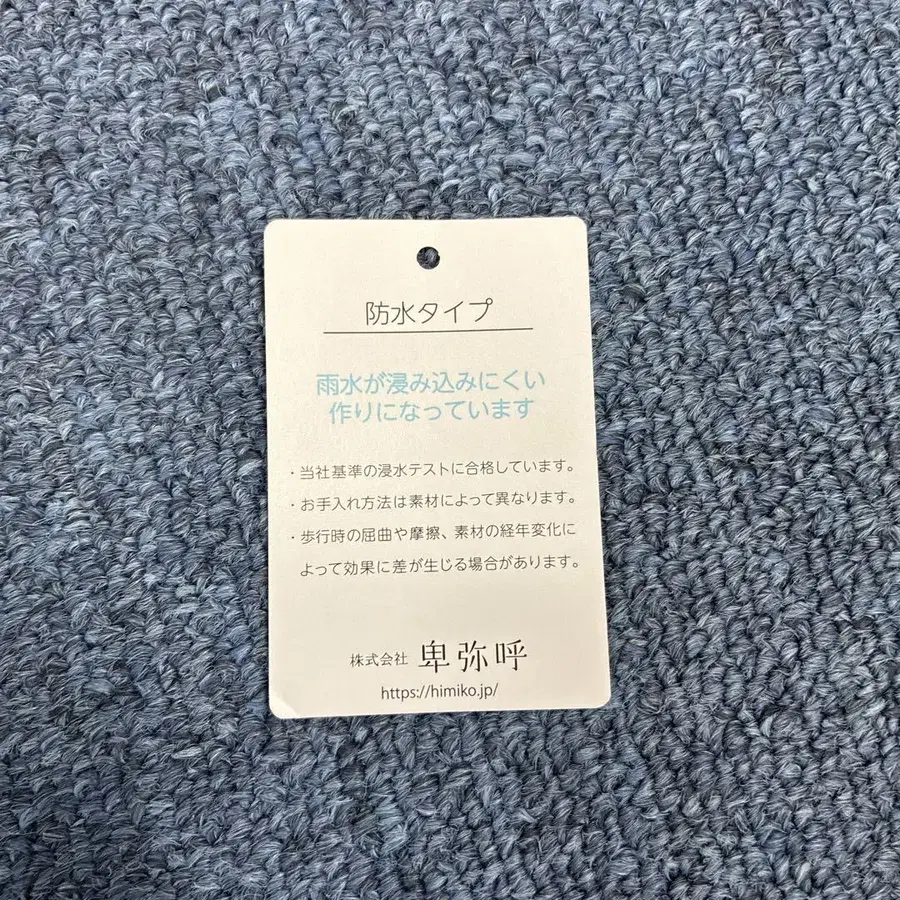 防水タイプ
雨水が浸み込みにくい
作りになっています
・当社基準の浸水テストに合格しています。
・お手入れ方法は素材によって異なります。
・歩行時の屈曲や摩擦、素材の経年変化に
よって効果に差が生じる場合があります。
株式会社 卑弥呼
https://himiko.jp/